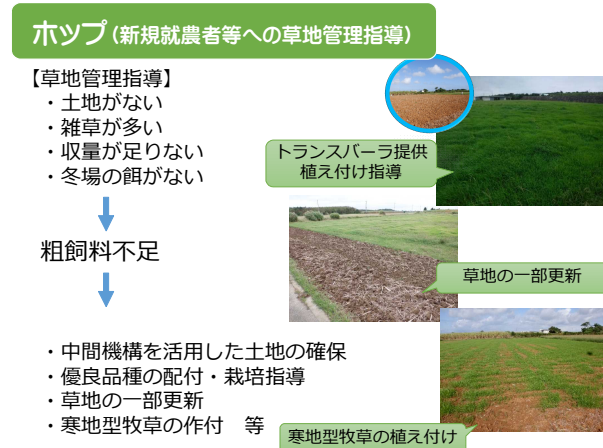 ホップ(新規就農者等への草地管理指導)
【草地管理指導】
・土地がない
・雑草が多い
・収量が足りない
・冬場の餌がない
粗飼料不足
・中間機構を活用した土地の確保
・優良品種の配付・栽培指導
・草地の一部更新
・寒地型牧草の作付　等
トランスバーラ提供
植え付け指導
草地の一部更新
寒地型牧草の植え付け